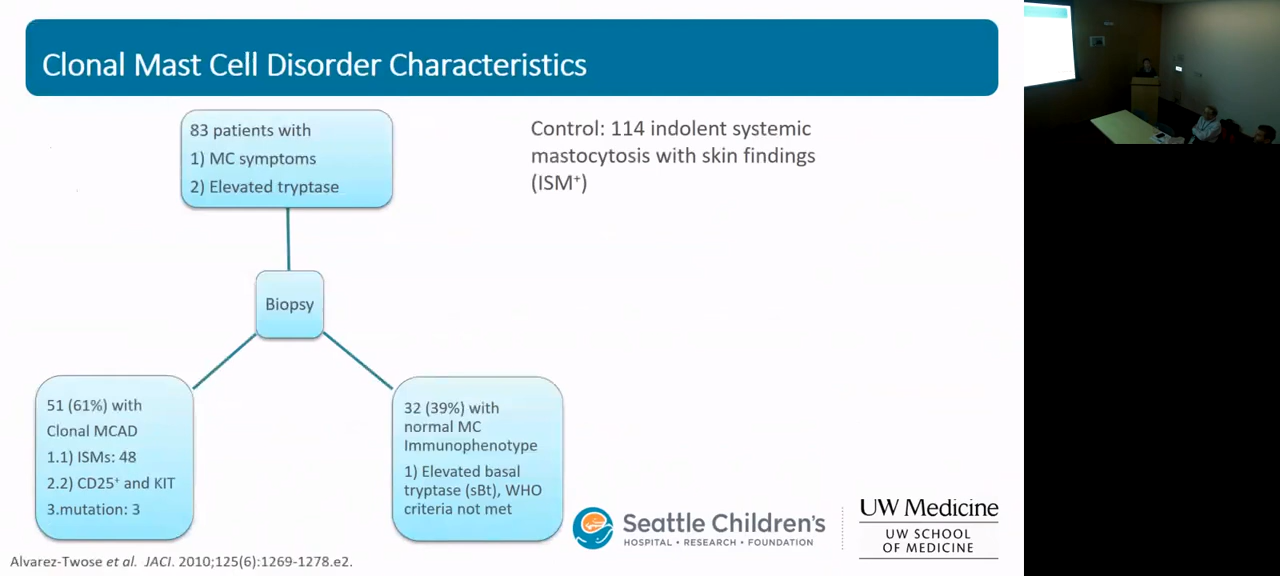 Clonal Mast Cell Disorder Characteristics
83 patients with
1) MC symptoms
2) Elevated tryptase
Control: 114 indolent systemic
mastocytosis with skin findings
(ISM⁺)
Biopsy
51 (61%) with
Clonal MCAD
1.1) ISMs: 48
2.2) CD25⁺ and KIT
3.mutation: 3
32 (39%) with
normal MC
Immunophenotype
1) Elevated basal
tryptase (sBt), WHO
criteria not met
Seattle Children's
HOSPITAL • RESEARCH • FOUNDATION
UW Medicine
UW SCHOOL
OF MEDICINE
Alvarez-Twose et al. JACI. 2010;125(6):1269-1278.e2.